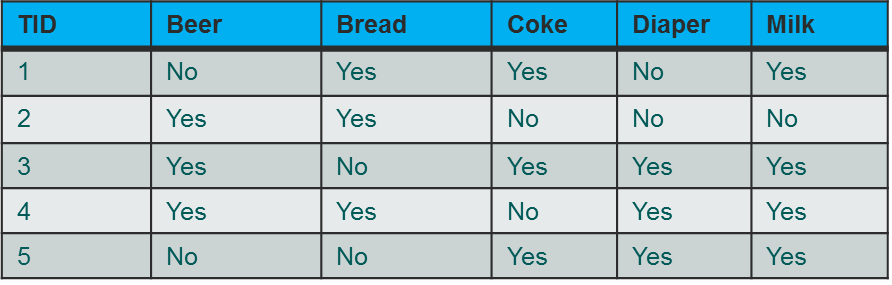 TID Beer Bread Coke Diaper Milk
1 No Yes Yes No Yes
2 Yes Yes No No No
3 Yes No Yes Yes Yes
4 Yes Yes No Yes Yes
5 No No Yes Yes Yes